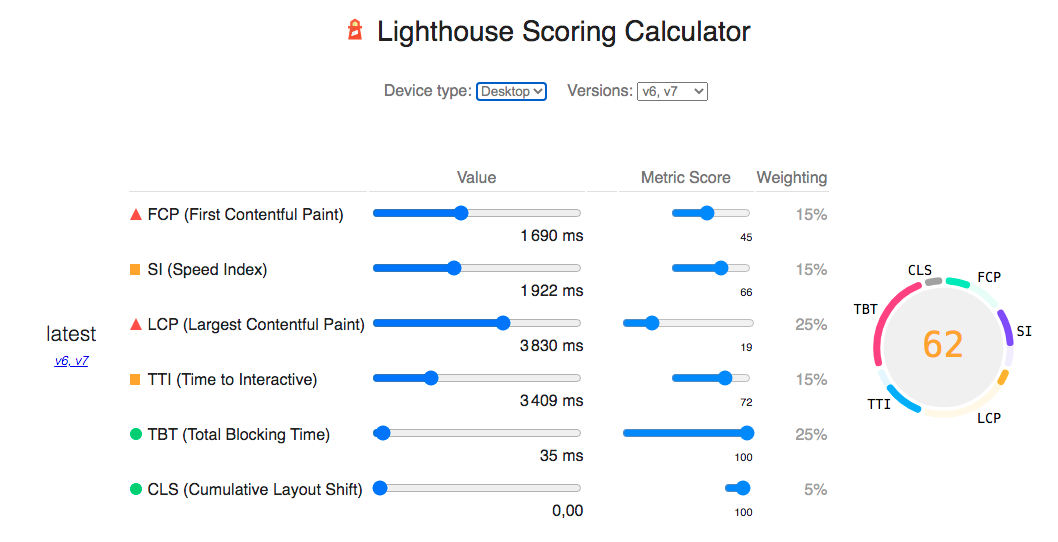 Lighthouse Scoring Calculator
Device type: Desktop Versions: v6, v7
Value Metric Score Weighting
FCP (First Contentful Paint) 15%
1 690 ms 45
SI (Speed Index) 15%
1 922 ms 66
LCP (Largest Contentful Paint) 25%
3 830 ms 19
TTI (Time to Interactive) 15%
3 409 ms 72
TBT (Total Blocking Time) 25%
35 ms 100
CLS (Cumulative Layout Shift) 5%
0,00 100
latest
v6, v7
CLS FCP
TBT SI
62
TTI LCP